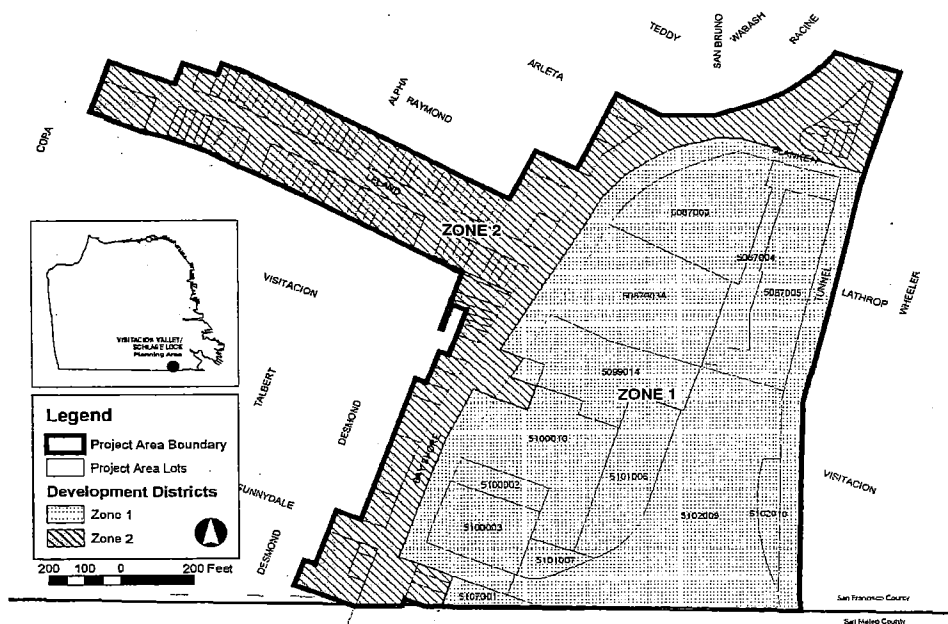 TEDDY
SAN BRUNO
WABASH
RACINE
ARLETA
ALPHA
RAYMOND
CORA
LELAND
ZONE 2
BLANKEN
5087003
5087004
5087005
TUNNEL
LATHROP
WHEELER
VISITACION
VISITACION VALLEY/
SCHLAGE LOCK
Planning Area
TALBERT
DESMOND
5099014
ZONE 1
5100010
VISITACION
5100002
5101006
5100003
5102009
5102010
5101007
5107001
SUNNYDALE
DESMOND
Legend
Project Area Boundary
Project Area Lots
Development Districts
Zone 1
Zone 2
200 100 0 200 Feet
San Francisco County
San Mateo County